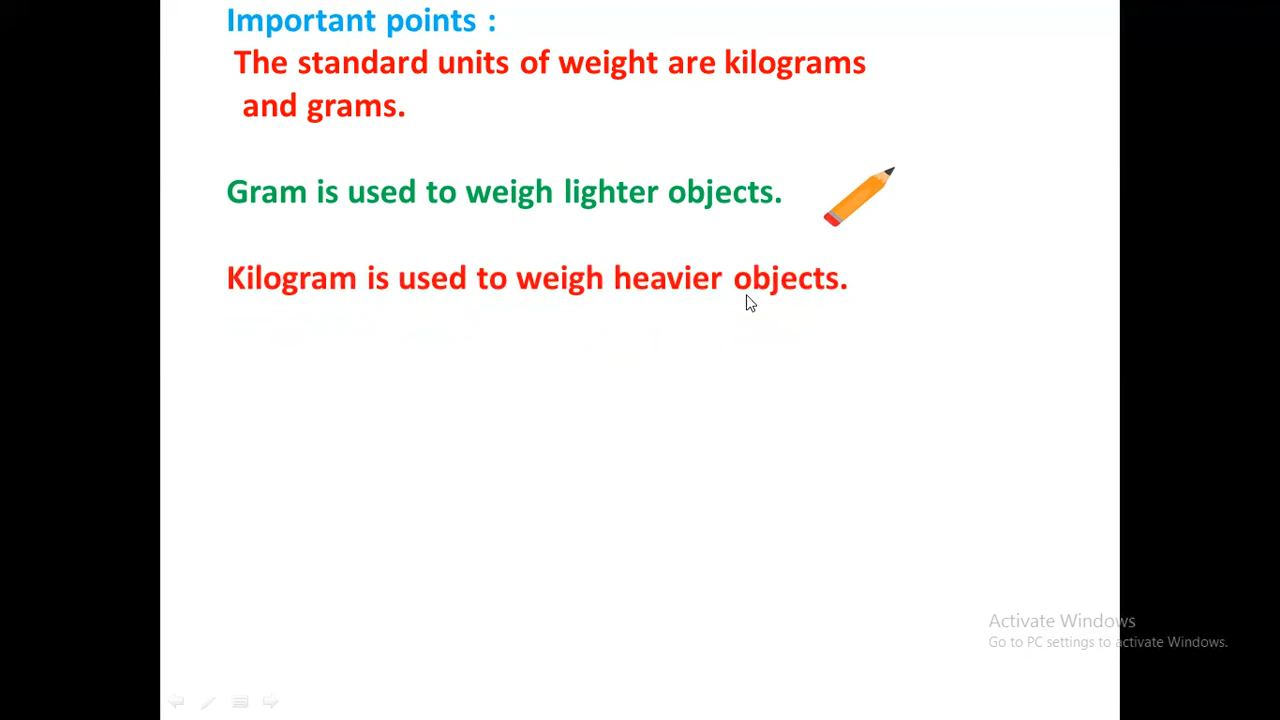 Important points :
The standard units of weight are kilograms
and grams.
Gram is used to weigh lighter objects.
Kilogram is used to weigh heavier objects.
Activate Windows
Go to PC settings to activate Windows.